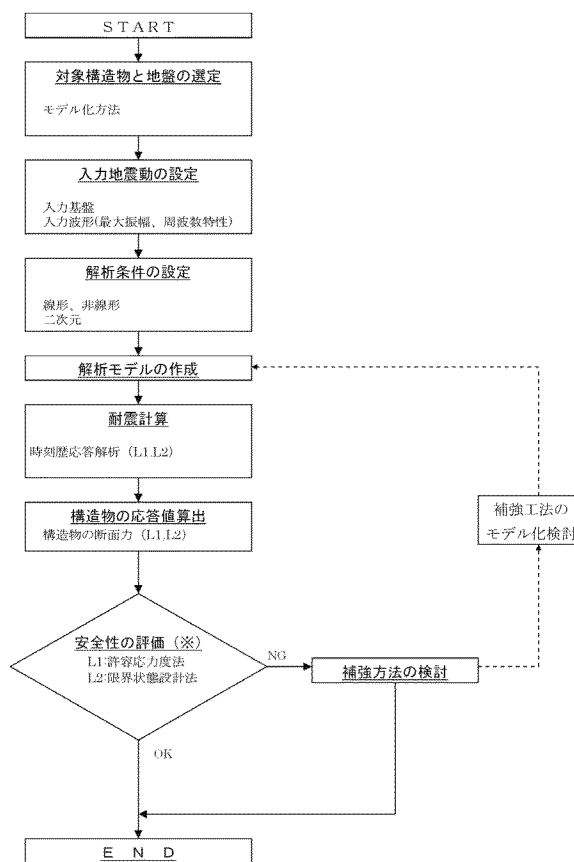 START
対象構造物と地盤の選定
モデル化方法
入力地震動の設定
入力基盤
入力波形(最大振幅、周波数特性)
解析条件の設定
線形、非線形
二次元
解析モデルの作成
耐震計算
時刻歴応答解析 (L1,L2)
構造物の応答値算出
構造物の断面力 (L1,L2)
補強工法の
モデル化検討
安全性の評価 (※)
L1:許容応力度法
L2:限界状態設計法
NG
補強方法の検討
OK
END